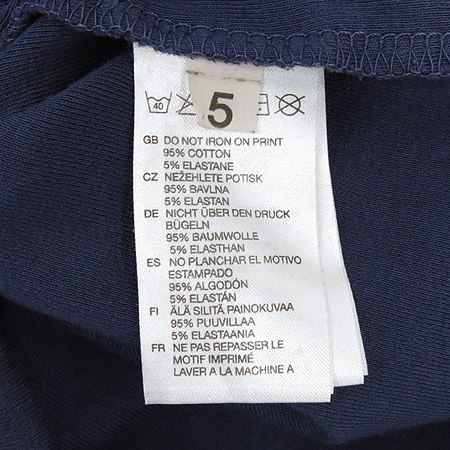 40
5
GB DO NOT IRON ON PRINT
95% COTTON
5% ELASTANE
CZ NEŽEHLETE POTISK
95% BAVLNA
5% ELASTAN
DE NICHT ÜBER DEN DRUCK
BÜGELN
95% BAUMWOLLE
5% ELASTHAN
ES NO PLANCHAR EL MOTIVO
ESTAMPADO
95% ALGODÓN
5% ELASTÁN
FI ÄLÄ SILITÄ PAINOKUVAA
95% PUUVILLAA
5% ELASTAANIA
FR NE PAS REPASSER LE
MOTIF IMPRIMÉ
LAVER A LA MACHINE A